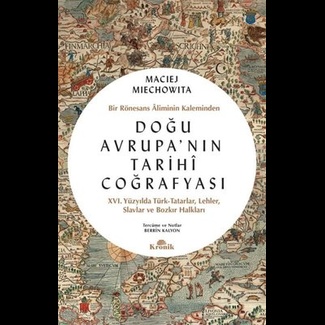 MACIEJ
MIECHOWITA
Bir Rönesans Âliminin Kaleminden
DOĞU
AVRUPA'NIN
TARİHÎ
COĞRAFYASI
XVI. Yüzyılda Türk-Tatarlar, Lehler,
Slavlar ve Bozkır Halkları
Tercüme ve Notlar
BERRİN KALYON
Kronik